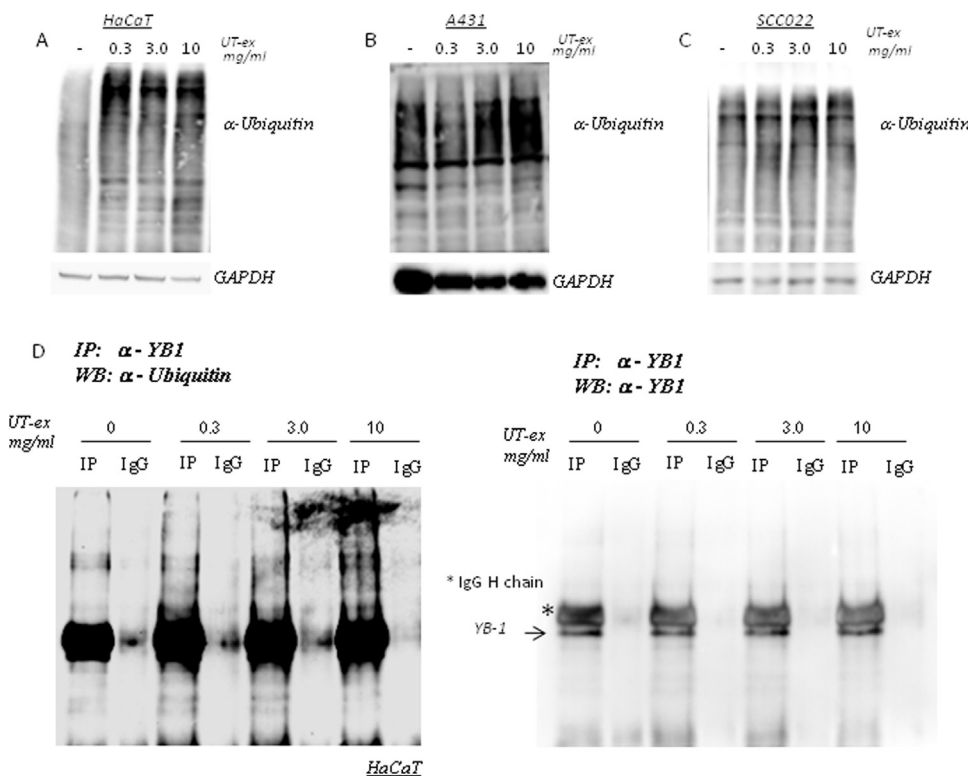 HaCaT
A
- 0.3 3.0 10 UT-ex
mg/ml
α-Ubiquitin
GAPDH
A431
B
- 0.3 3.0 10 UT-ex
mg/ml
α-Ubiquitin
GAPDH
SCC022
C
- 0.3 3.0 10 UT-ex
mg/ml
α-Ubiquitin
GAPDH
D
IP: α - YB1
WB: α - Ubiquitin
UT-ex
mg/ml
0 0.3 3.0 10
IP IgG IP IgG IP IgG IP IgG
HaCaT
IP: α - YB1
WB: α - YB1
UT-ex
mg/ml
0 0.3 3.0 10
IP IgG IP IgG IP IgG IP IgG
* IgG H chain
*
YB-1